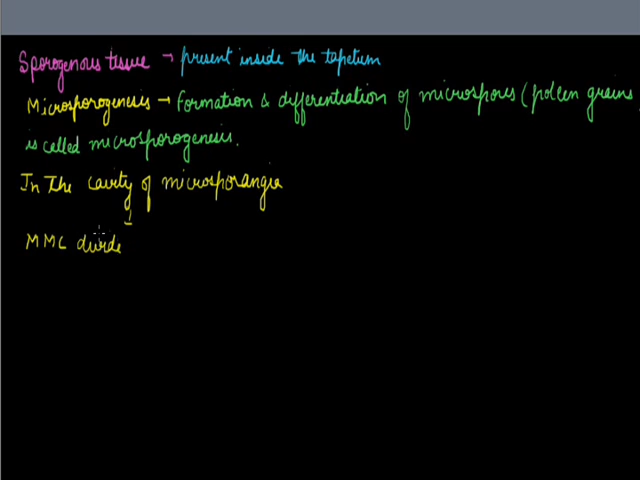 Sporogenous tissue → present inside the tapetum
Microsporogenesis → Formation & differentiation of microspores (pollen grains
is called microsporogenesis.
In The cavity of microsporangia
↓
MMC divide